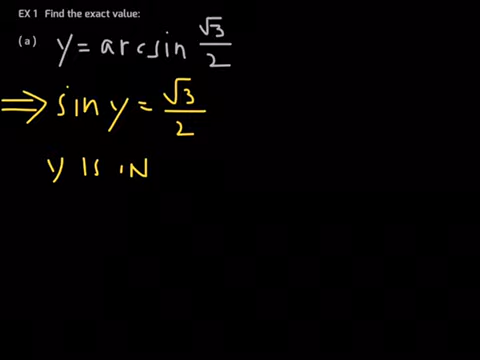 EX 1 Find the exact value:
(a) y = arcsin √3/2
⇒ sin y = √3/2
y is in